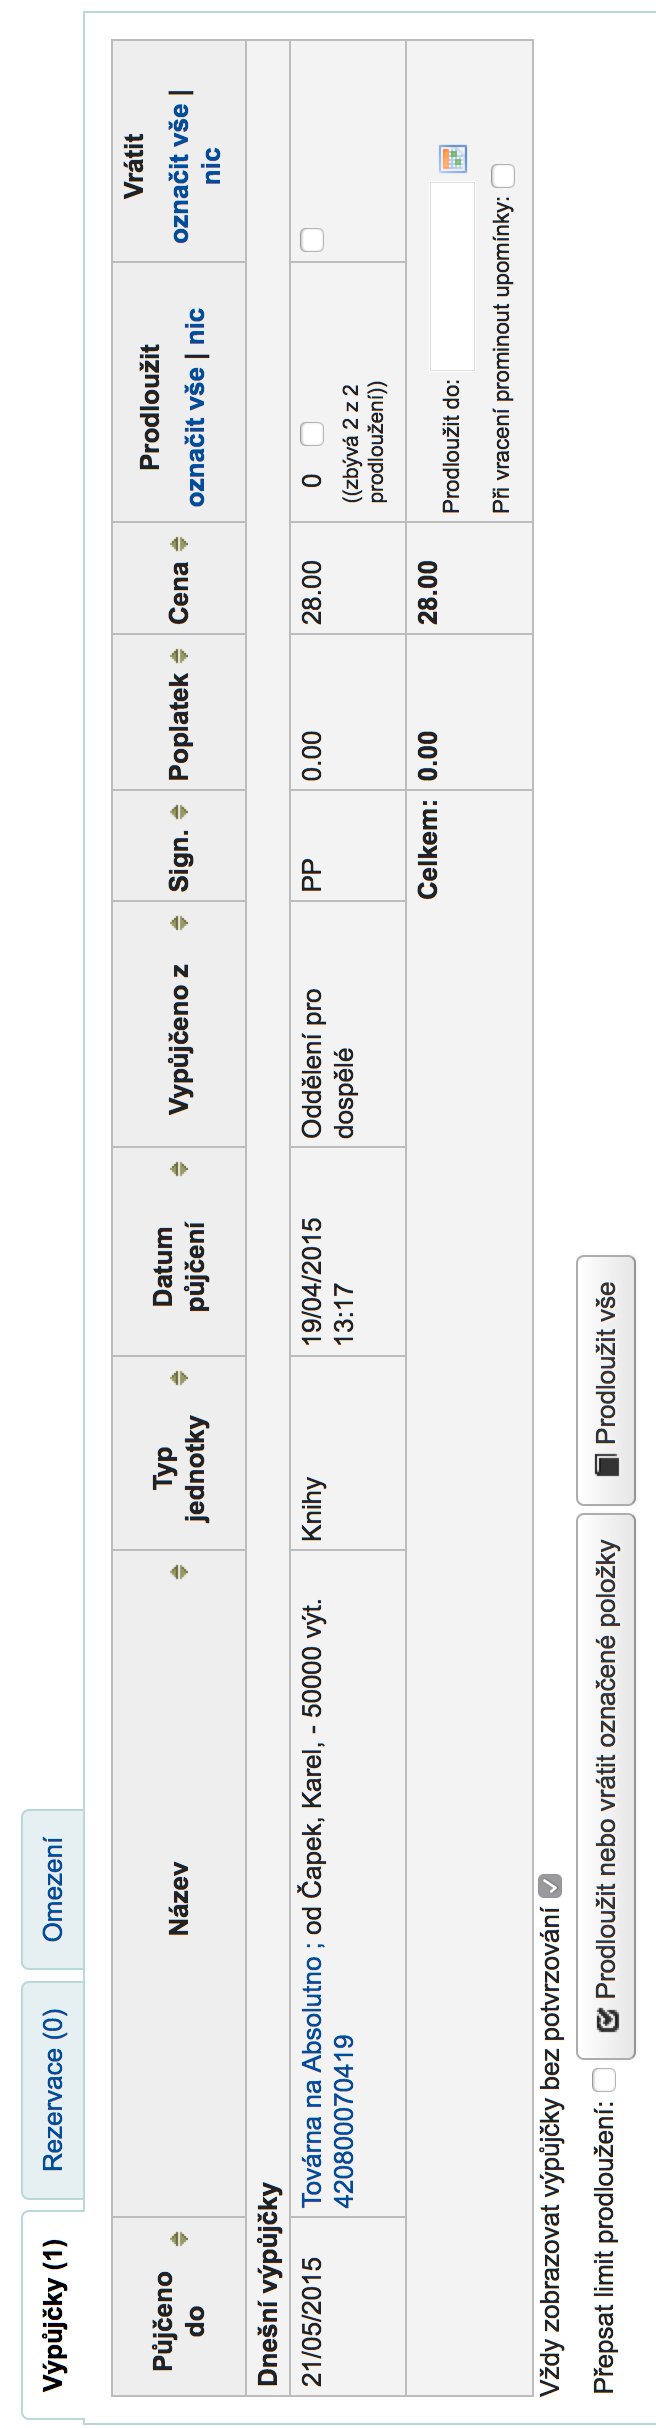 Výpůjčky (1) Rezervace (0) Omezení
Půjčeno do Název Typ jednotky Datum půjčení Vypůjčeno z Sign. Poplatek Cena Prodloužit označit vše | nic Vrátit označit vše | nic
Dnešní výpůjčky
21/05/2015 Továrna na Absolutno ; od Čapek, Karel, - 50000 výt. Knihy 19/04/2015 Oddělení pro PP 0.00 28.00 0
420800070419 13:17 dospělé ((zbývá 2 z 2
prodloužení))
Celkem: 0.00 28.00 Prodloužit do:
Při vracení prominout upomínky:
Vždy zobrazovat výpůjčky bez potvrzování
Přepsat limit prodloužení: Prodloužit nebo vrátit označené položky Prodloužit vše